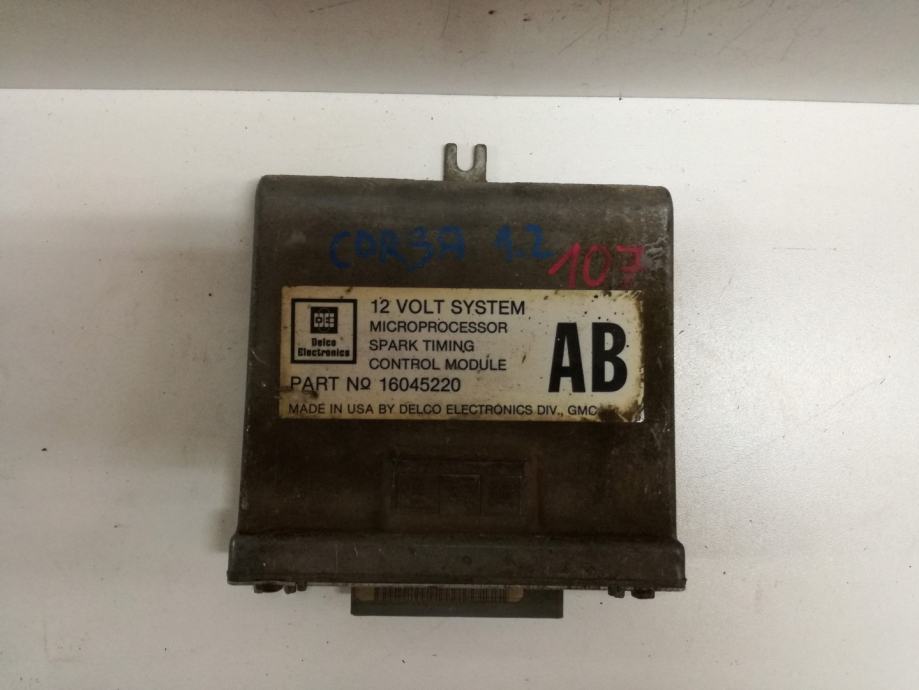 CORSA 1.2
107
Delco
Electronics
12 VOLT SYSTEM
MICROPROCESSOR
SPARK TIMING
CONTROL MODULE
AB
PART Nº 16045220
MADE IN USA BY DELCO ELECTRONICS DIV., GMC